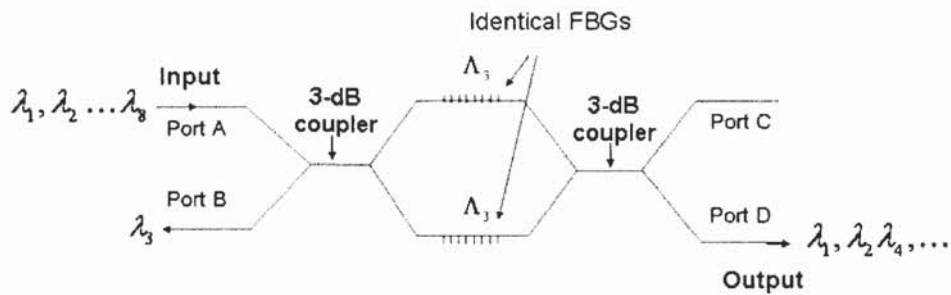 Identical FBGs
Λ₃
Input
λ₁, λ₂ ... λ₈
Port A
3-dB
coupler
3-dB
coupler
Port C
Port B
λ₃
Λ₃
Port D
λ₁, λ₂ λ₄, ...
Output